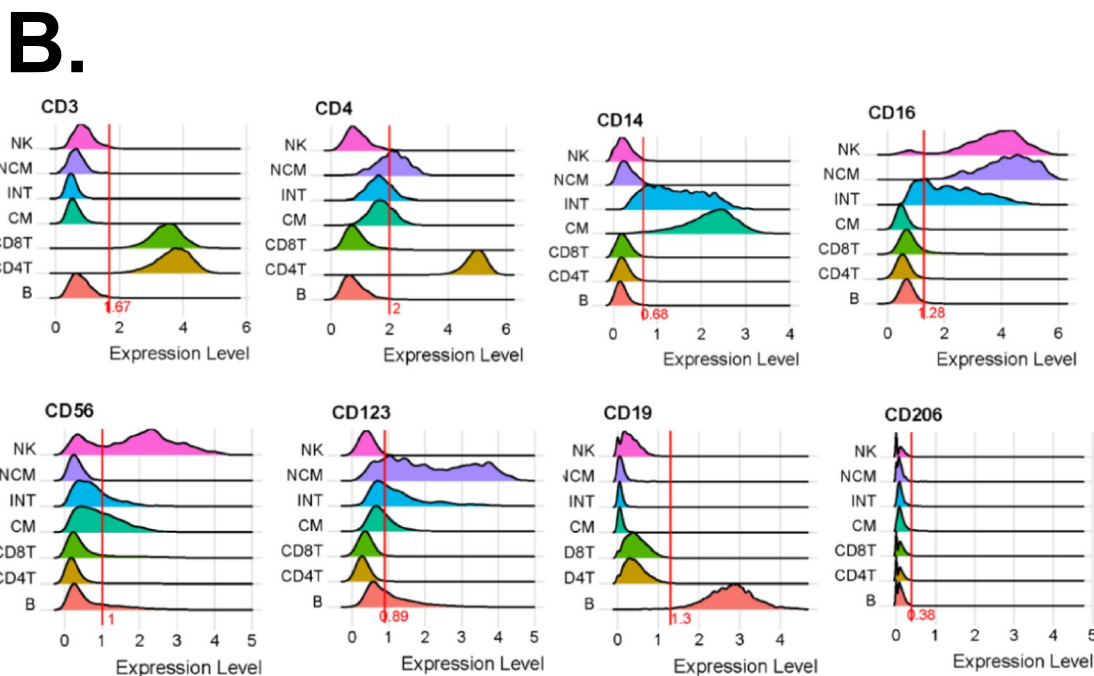 B.
CD3
NK
NCM
INT
CM
CD8T
CD4T
B
1.67
0 2 4 6
Expression Level
CD4
NK
NCM
INT
CM
CD8T
CD4T
B
2
0 2 4 6
Expression Level
CD14
NK
NCM
INT
CM
CD8T
CD4T
B
0.68
0 1 2 3 4
Expression Level
CD16
NK
NCM
INT
CM
CD8T
CD4T
B
1.28
0 2 4 6
Expression Level
CD56
NK
NCM
INT
CM
CD8T
CD4T
B
1
0 1 2 3 4 5
Expression Level
CD123
NK
NCM
INT
CM
CD8T
CD4T
B
0.89
0 1 2 3 4 5
Expression Level
CD19
NK
NCM
INT
CM
D8T
D4T
B
1.3
0 1 3 4
Expression Level
CD206
NK
NCM
INT
CM
CD8T
CD4T
B
0.38
0 1 2 3 4 5
Expression Level